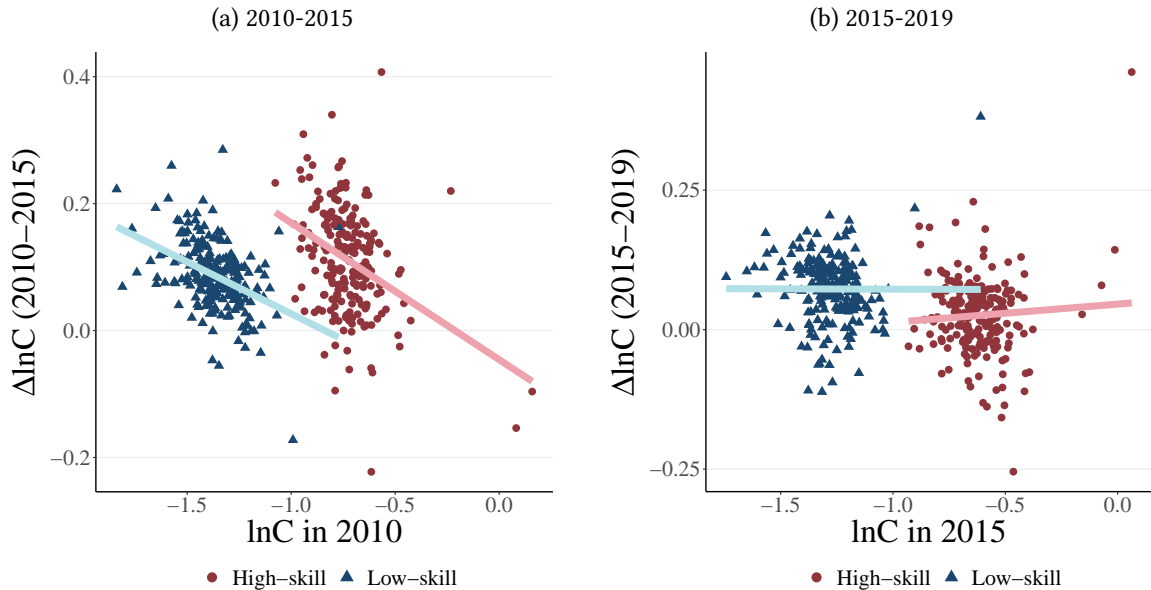 (a) 2010-2015
ΔlnC (2010−2015)
0.4
0.2
0.0
−0.2
−1.5 −1.0 −0.5 0.0
lnC in 2010
High−skill Low−skill
(b) 2015-2019
ΔlnC (2015−2019)
0.25
0.00
−0.25
−1.5 −1.0 −0.5 0.0
lnC in 2015
High−skill Low−skill